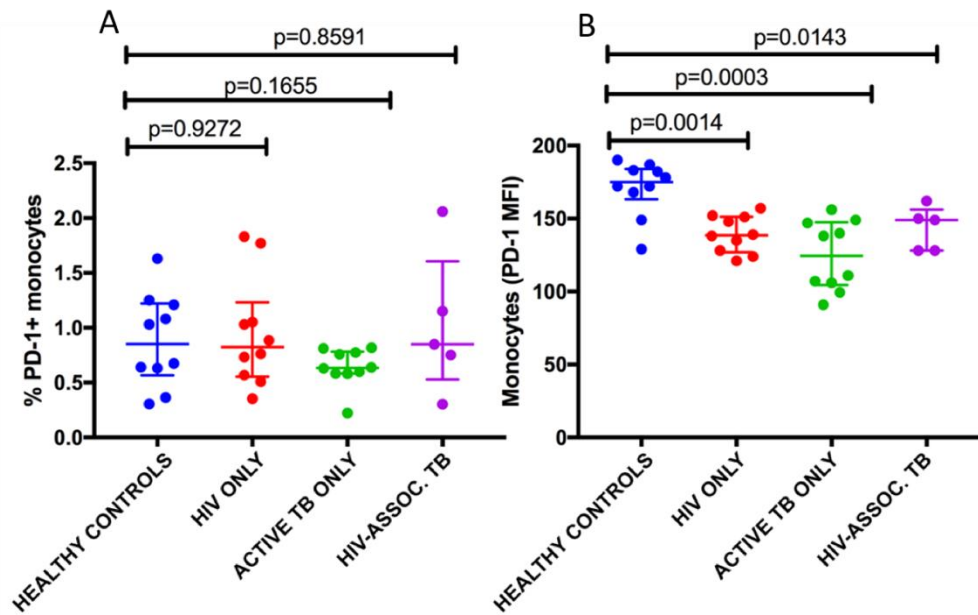 A
p=0.8591
p=0.1655
p=0.9272
% PD-1+ monocytes
2.5
2.0
1.5
1.0
0.5
0.0
HEALTHY CONTROLS
HIV ONLY
ACTIVE TB ONLY
HIV-ASSOC. TB
B
p=0.0143
p=0.0003
p=0.0014
Monocytes (PD-1 MFI)
200
150
100
50
0
HEALTHY CONTROLS
HIV ONLY
ACTIVE TB ONLY
HIV-ASSOC. TB